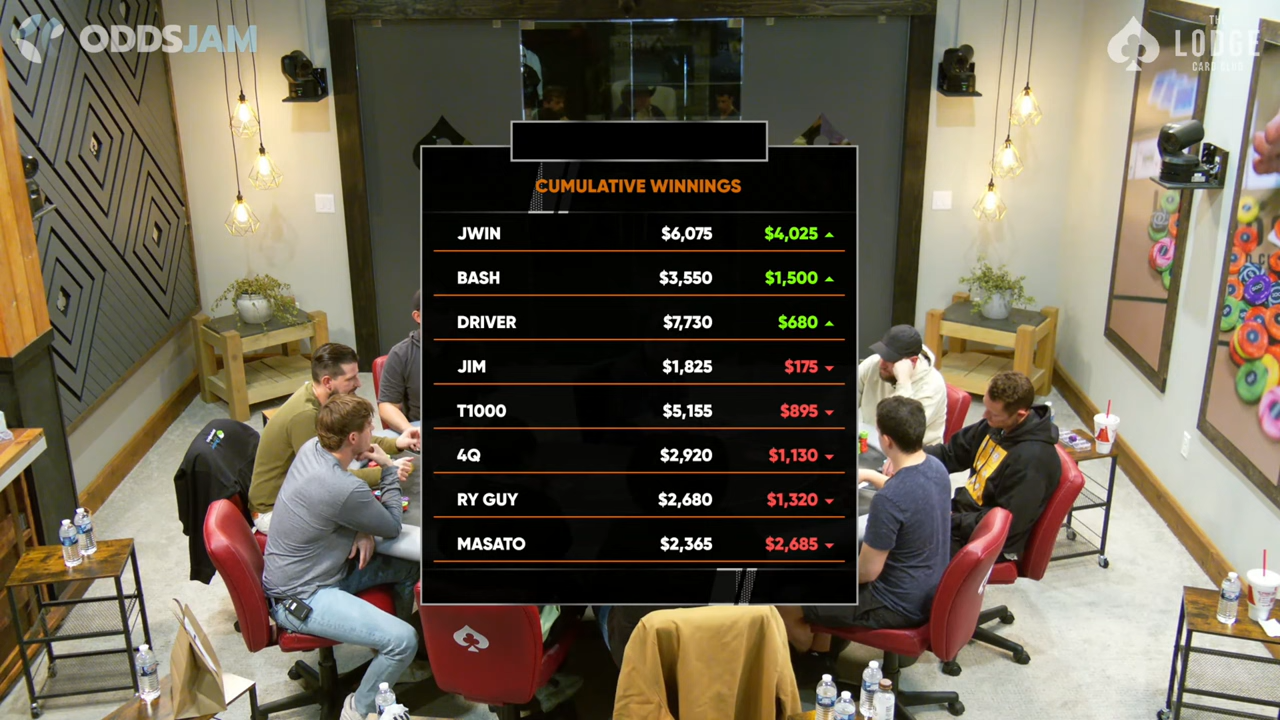 ODDSJAM
THE
LODGE
CARD CLUB
CUMULATIVE WINNINGS
JWIN $6,075 $4,025
BASH $3,550 $1,500
DRIVER $7,730 $680
JIM $1,825 $175
T1000 $5,155 $895
4Q $2,920 $1,130
RY GUY $2,680 $1,320
MASATO $2,365 $2,685